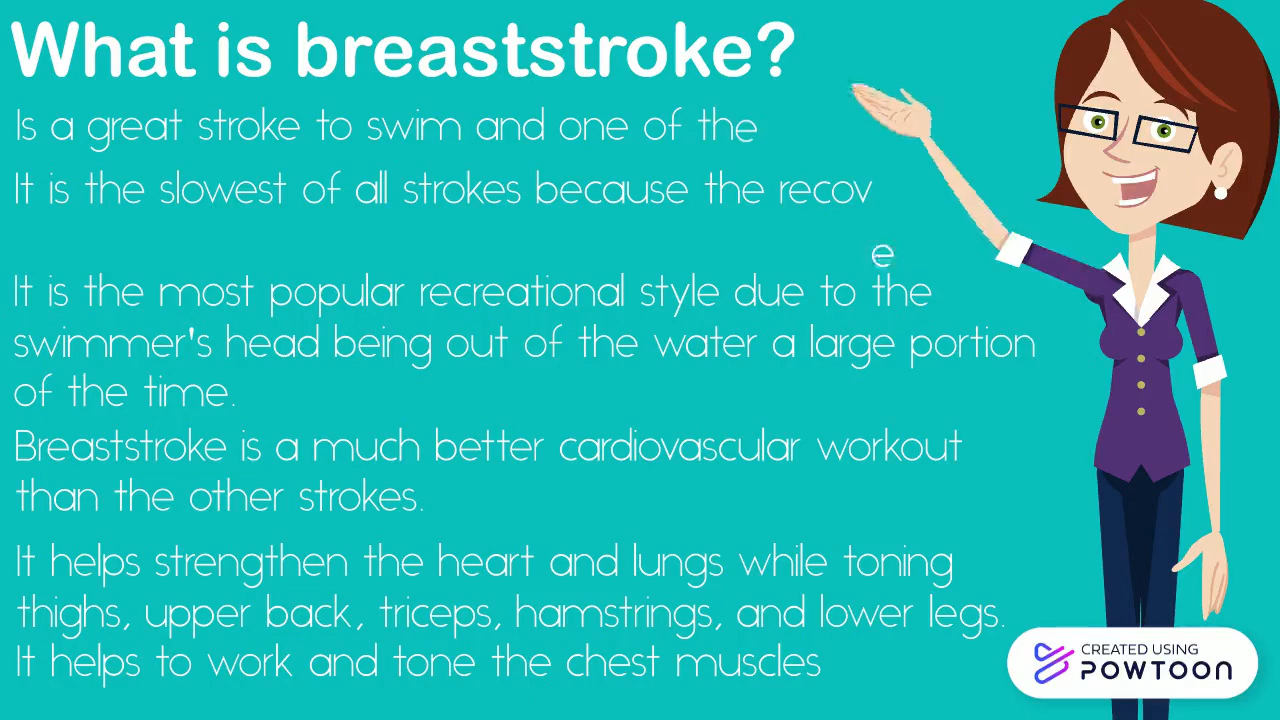 What is breaststroke?
Is a great stroke to swim and one of the
It is the slowest of all strokes because the recov
e
It is the most popular recreational style due to the
swimmer's head being out of the water a large portion
of the time.
Breaststroke is a much better cardiovascular workout
than the other strokes.
It helps strengthen the heart and lungs while toning
thighs, upper back, triceps, hamstrings, and lower legs.
It helps to work and tone the chest muscles
CREATED USING
POWTOON